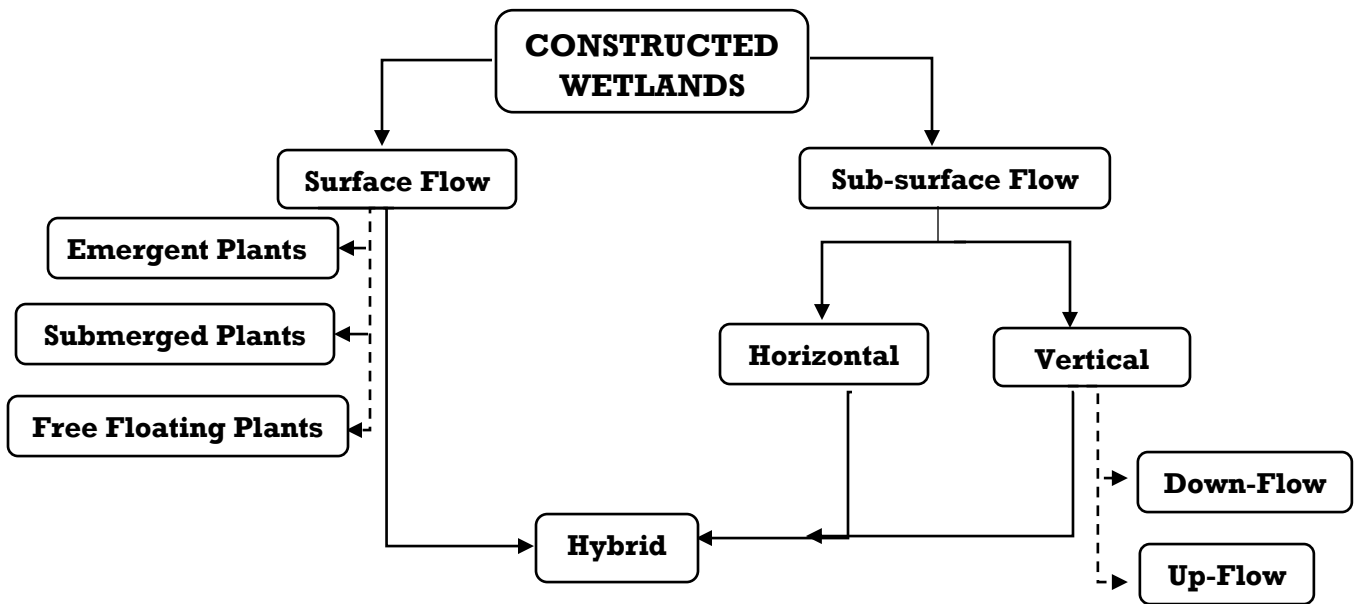 CONSTRUCTED
WETLANDS
Surface Flow
Sub-surface Flow
Emergent Plants
Submerged Plants
Horizontal
Vertical
Free Floating Plants
Down-Flow
Hybrid
Up-Flow